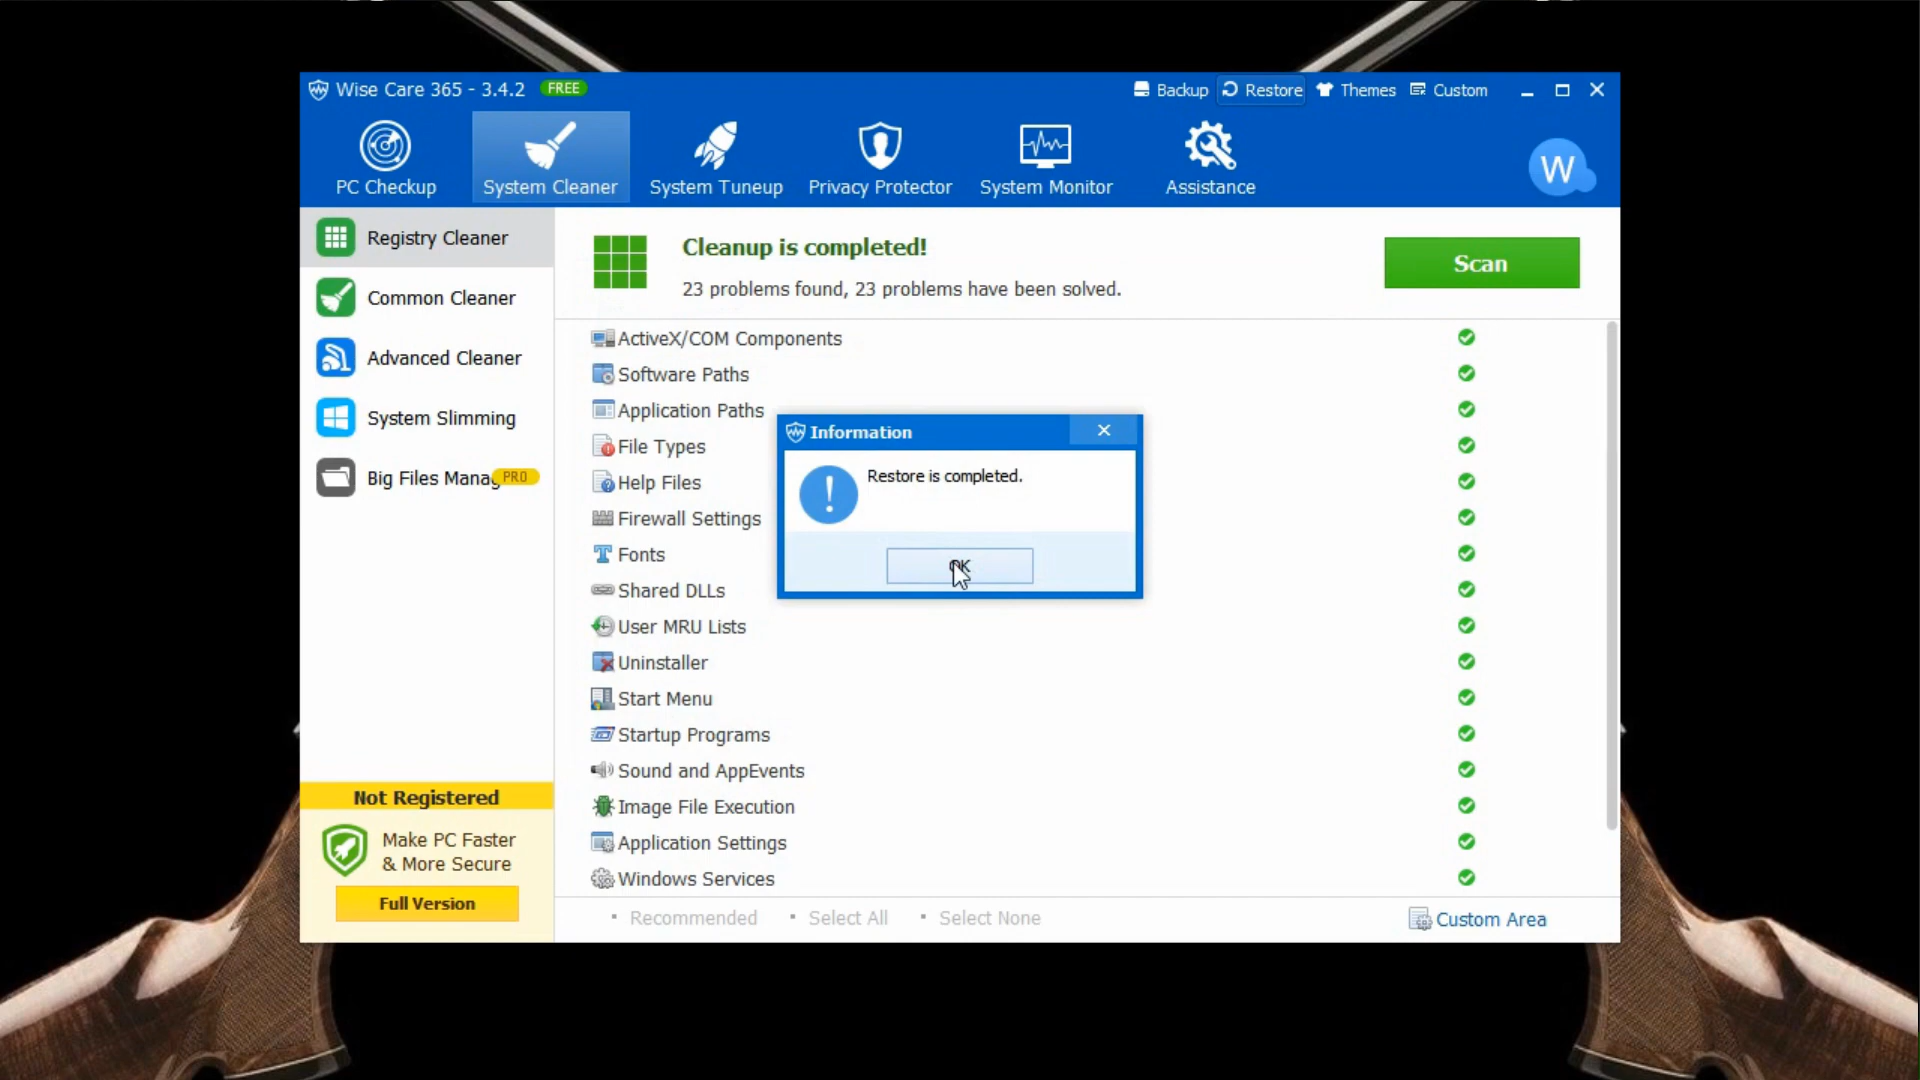 Wise Care 365 - 3.4.2 FREE
Backup Restore Themes Custom
PC Checkup System Cleaner System Tuneup Privacy Protector System Monitor Assistance
W
Registry Cleaner
Common Cleaner
Advanced Cleaner
System Slimming
Big Files Manag PRO
Not Registered
Make PC Faster
& More Secure
Full Version
Cleanup is completed!
23 problems found, 23 problems have been solved.
Scan
ActiveX/COM Components
Software Paths
Application Paths
File Types
Help Files
Firewall Settings
Fonts
Shared DLLs
User MRU Lists
Uninstaller
Start Menu
Startup Programs
Sound and AppEvents
Image File Execution
Application Settings
Windows Services
Information
Restore is completed.
OK
Recommended Select All Select None
Custom Area